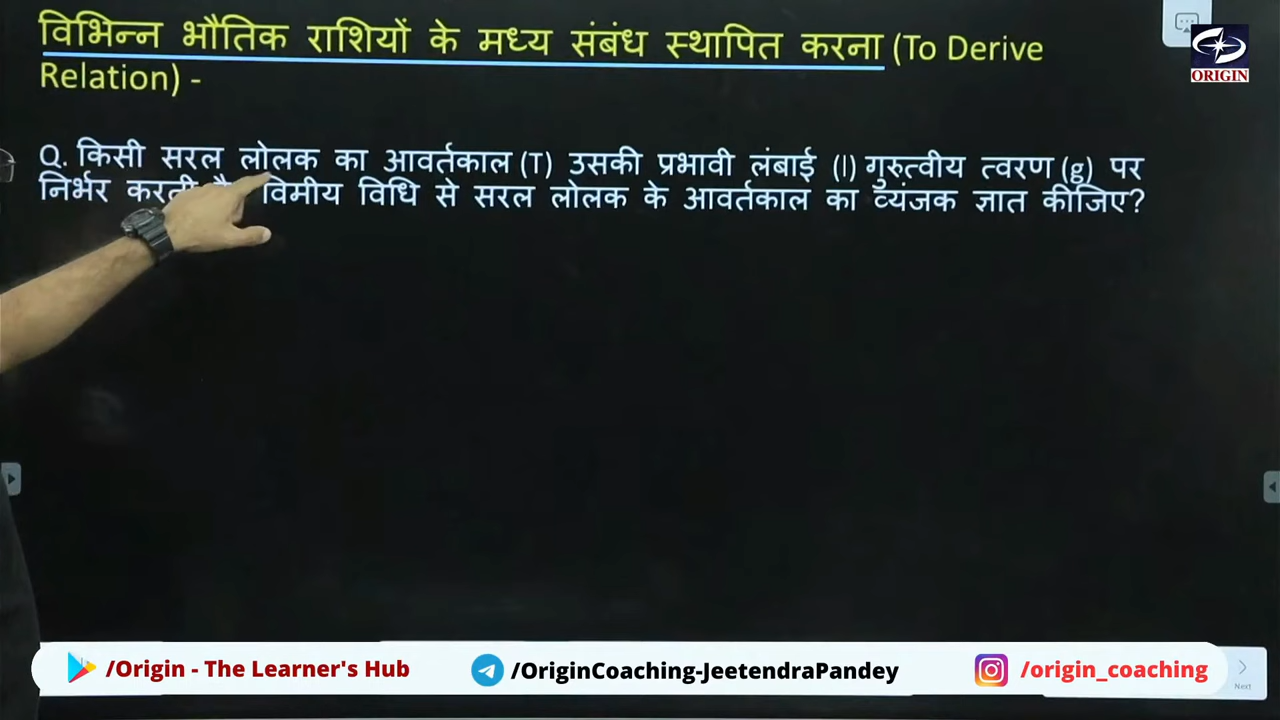 विभिन्न भौतिक राशियों के मध्य संबंध स्थापित करना (To Derive
Relation) -
ORIGIN
Q. किसी सरल लोलक का आवर्तकाल (T) उसकी प्रभावी लंबाई (l) गुरुत्वीय त्वरण (g) पर
निर्भर विमीय विधि से सरल लोलक के आवर्तकाल का व्यंजक ज्ञात कीजिए?
/Origin - The Learner's Hub
/OriginCoaching-JeetendraPandey
/origin_coaching
Next